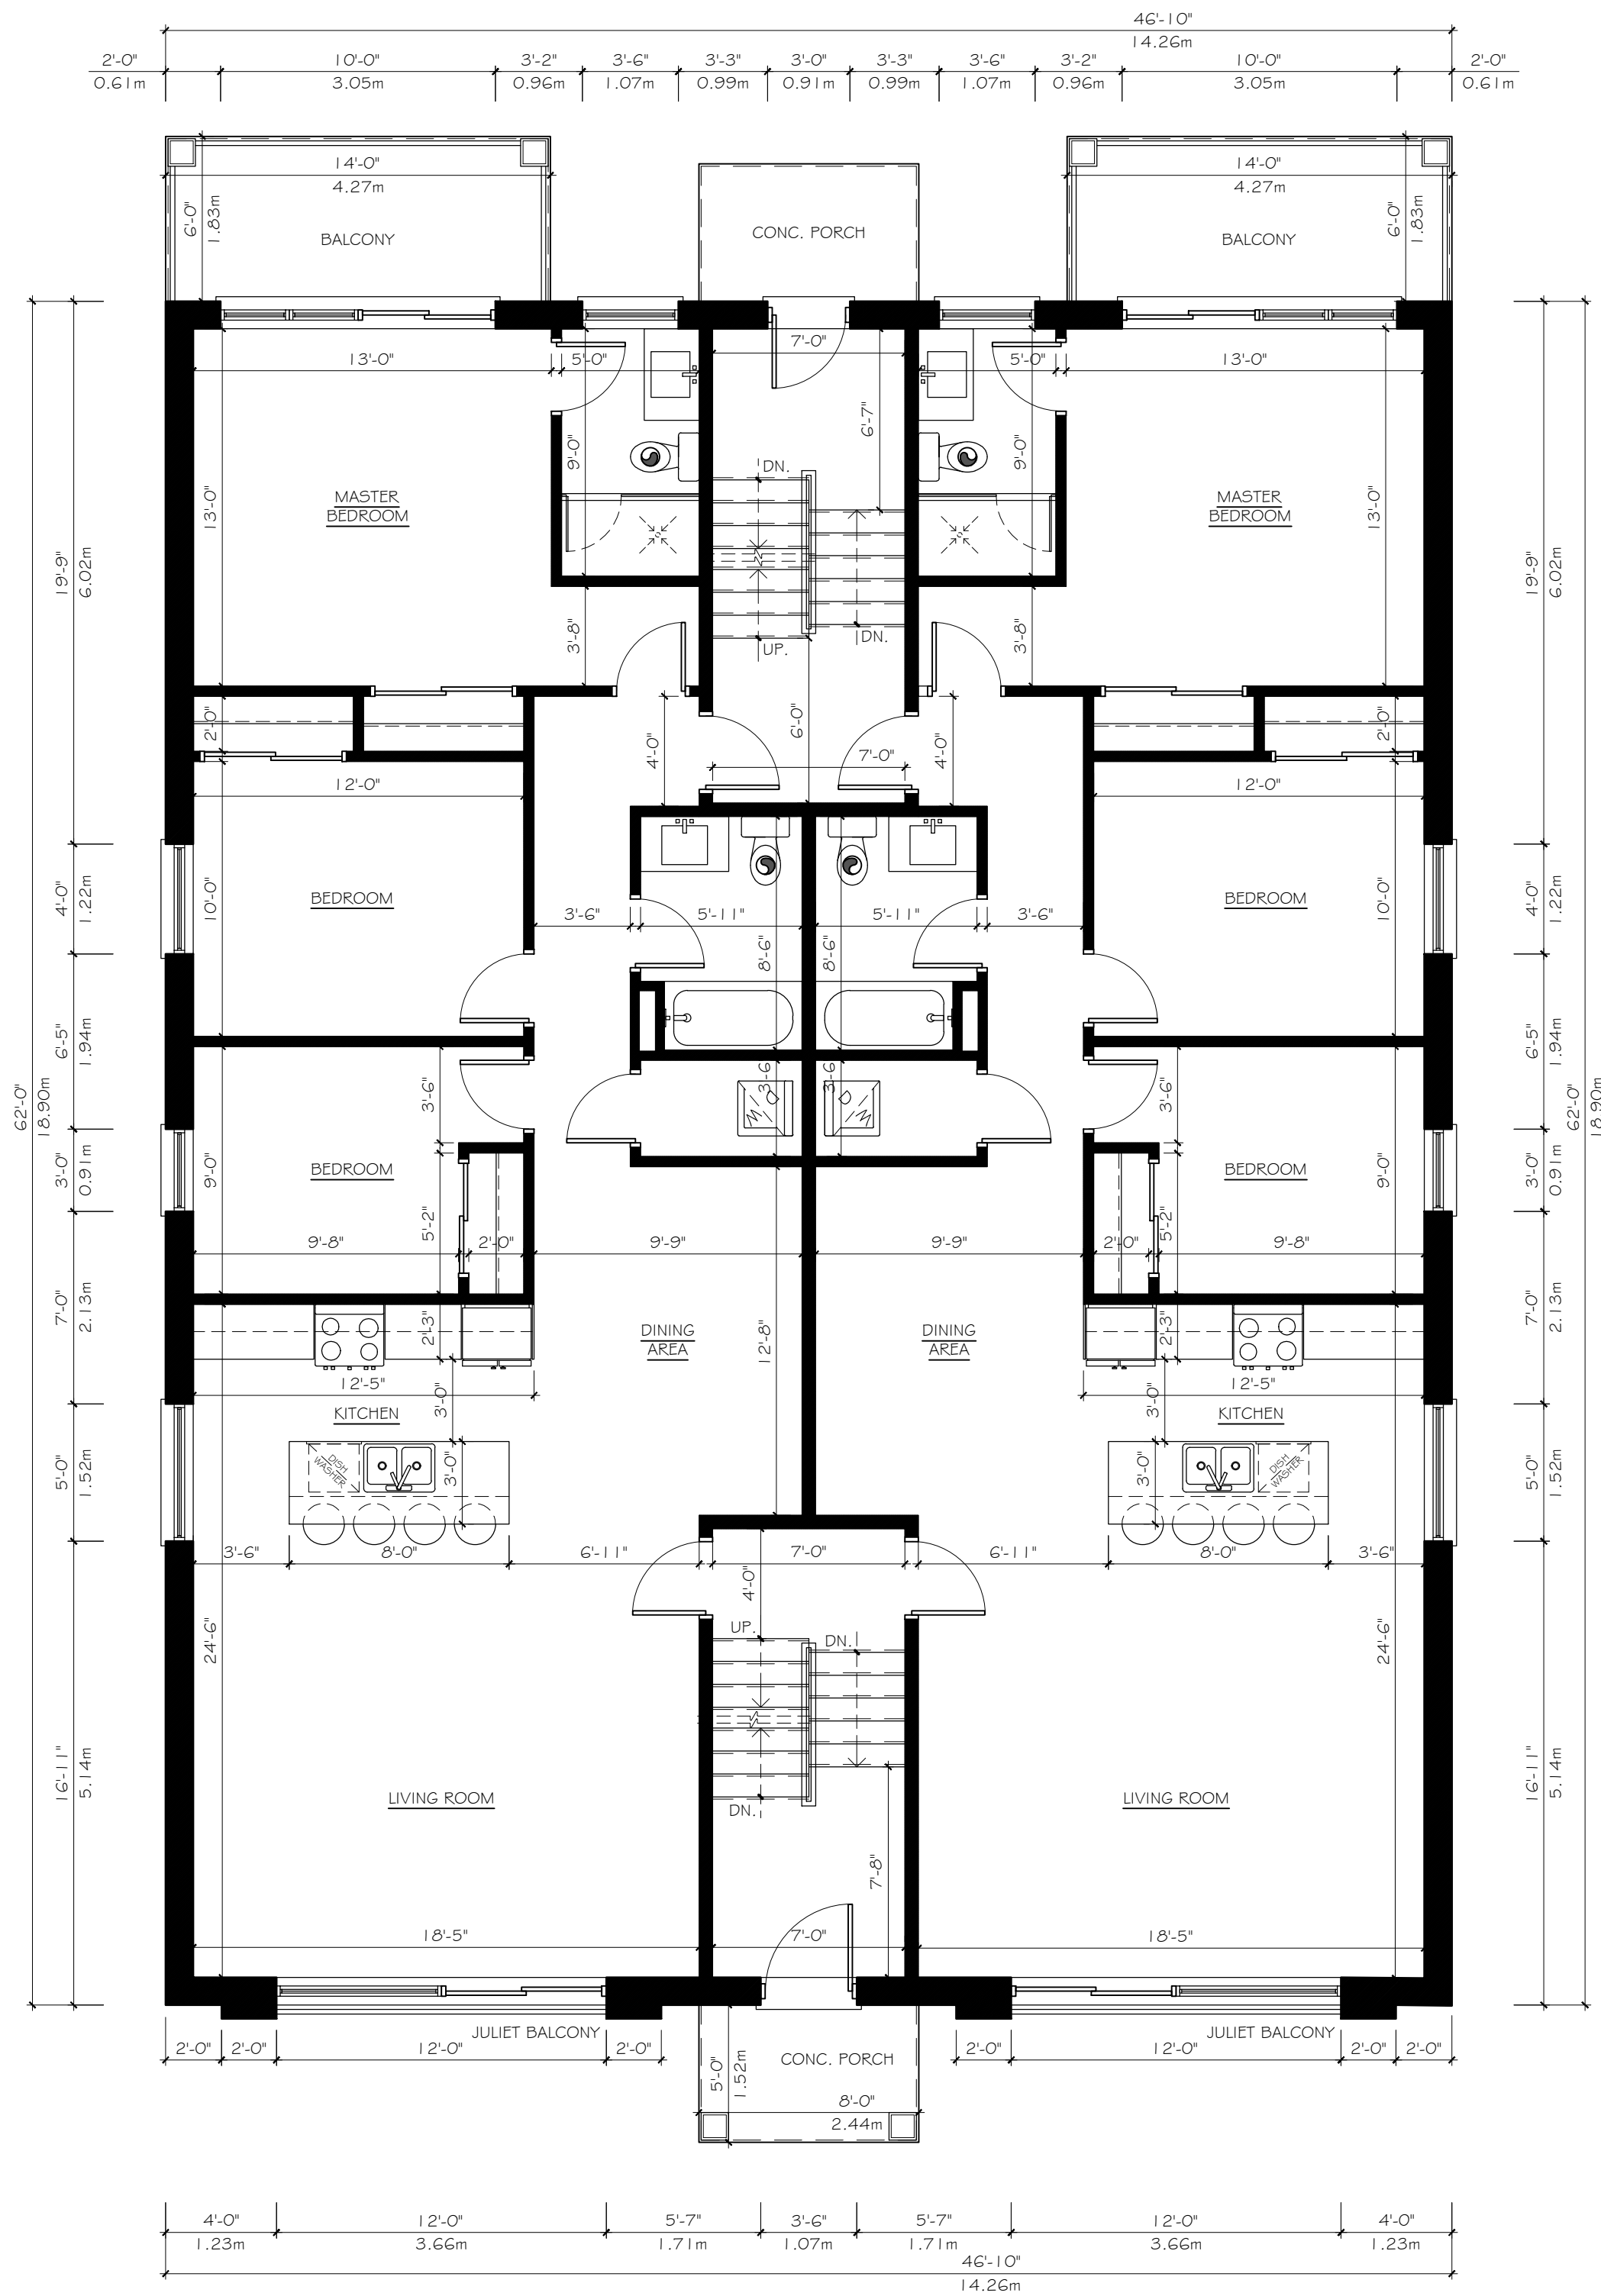 46'-10"
14.26m
2'-0" 10'-0" 3'-2" 3'-6" 3'-3" 3'-0" 3'-3" 3'-6" 3'-2" 10'-0" 2'-0"
0.61m 3.05m 0.96m 1.07m 0.99m 0.91m 0.99m 1.07m 0.96m 3.05m 0.61m
14'-0" 14'-0"
4.27m 4.27m
6'-0" 1.83m 6'-0" 1.83m
BALCONY CONC. PORCH BALCONY
7'-0"
13'-0" 5'-0" 5'-0" 13'-0"
6'-7"
9'-0" 9'-0"
DN.
13'-0" 13'-0"
MASTER MASTER
BEDROOM BEDROOM
19'-9" 6.02m 19'-9" 6.02m
3'-8" 3'-8"
UP. DN.
2'-0" 2'-0"
4'-0" 6'-0" 4'-0"
7'-0"
12'-0" 12'-0"
4'-0" 1.22m 4'-0" 1.22m
10'-0" 10'-0"
BEDROOM BEDROOM
3'-6" 5'-11" 5'-11" 3'-6"
8'-6" 8'-6"
6'-5" 1.94m 6'-5" 1.94m
62'-0" 18.90m 62'-0" 18.90m
3'-6" 3'-6 3'-6 3'-6"
W D W D
3'-0" 0.91m 3'-0" 0.91m
9'-0" 9'-0"
BEDROOM BEDROOM
5'-2" 5'-2"
9'-8" 2'-0" 9'-9" 9'-9" 2'-0" 9'-8"
7'-0" 2.13m 7'-0" 2.13m
2'-3" 12'-8" 2'-3"
DINING DINING
AREA AREA
12'-5" 12'-5"
3'-0" 3'-0"
KITCHEN KITCHEN
5'-0" 1.52m 5'-0" 1.52m
DISH DISH
WASHER WASHER
3'-0" 3'-0"
3'-6" 8'-0" 6'-11" 7'-0" 6'-11" 8'-0" 3'-6"
4'-0"
24'-6" 24'-6"
UP. DN.
16'-11" 5.14m 16'-11" 5.14m
LIVING ROOM LIVING ROOM
DN.
7'-8"
18'-5" 7'-0" 18'-5"
JULIET BALCONY JULIET BALCONY
2'-0" 2'-0" 12'-0" 2'-0" 2'-0" 12'-0" 2'-0" 2'-0"
CONC. PORCH
5'-0" 1.52m
8'-0"
2.44m
4'-0" 12'-0" 5'-7" 3'-6" 5'-7" 12'-0" 4'-0"
1.23m 3.66m 1.71m 1.07m 1.71m 3.66m 1.23m
46'-10"
14.26m